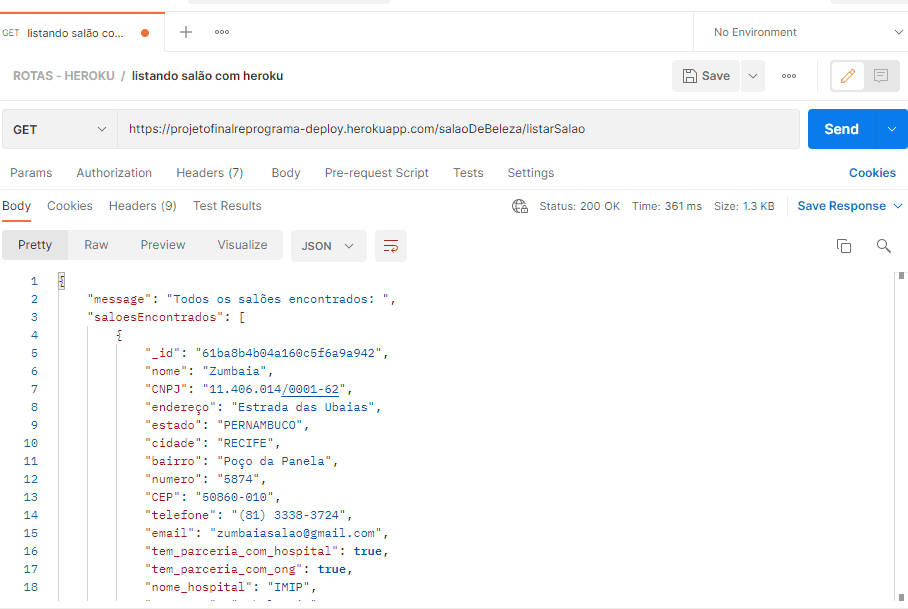 GET listando salão co... No Environment
ROTAS - HEROKU / listando salão com heroku Save
GET https://projetofinalreprograma-deploy.herokuapp.com/salaoDeBeleza/listarSalao Send
Params Authorization Headers (7) Body Pre-request Script Tests Settings Cookies
Body Cookies Headers (9) Test Results Status: 200 OK Time: 361 ms Size: 1.3 KB Save Response
Pretty Raw Preview Visualize JSON
1 {
2 "message": "Todos os salões encontrados: ",
3 "saloesEncontrados": [
4 {
5 "_id": "61ba8b4b04a160c5f6a9a942",
6 "nome": "Zumbaia",
7 "CNPJ": "11.406.014/0001-62",
8 "endereço": "Estrada das Ubaias",
9 "estado": "PERNAMBUCO",
10 "cidade": "RECIFE",
11 "bairro": "Poço da Panela",
12 "numero": "5874",
13 "CEP": "50860-010",
14 "telefone": "(81) 3338-3724",
15 "email": "zumbaiasalao@gmail.com",
16 "tem_parceria_com_hospital": true,
17 "tem_parceria_com_ong": true,
18 "nome_hospital": "IMIP",